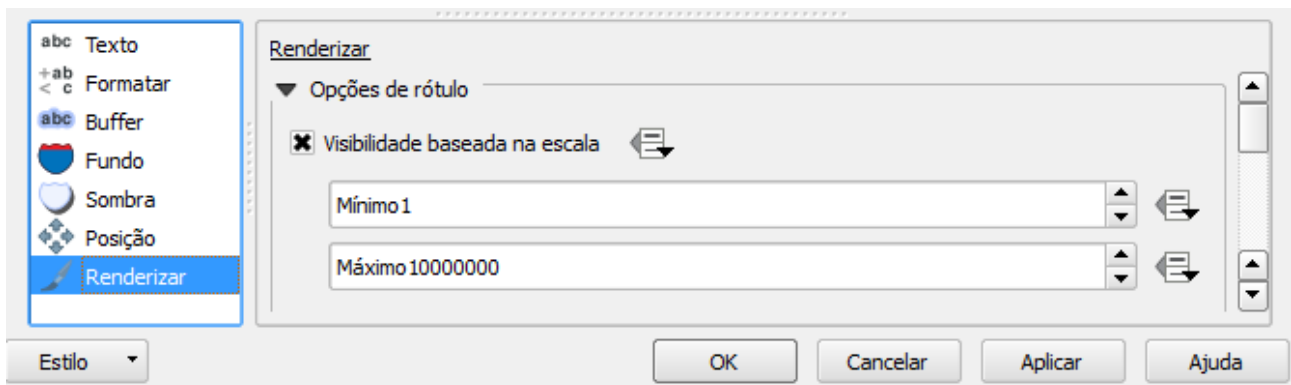 abc Texto
+ab
< c Formatar
abc Buffer
Fundo
Sombra
Posição
Renderizar
Renderizar
Opções de rótulo
Visibilidade baseada na escala
Mínimo 1
Máximo 10000000
Estilo
OK
Cancelar
Aplicar
Ajuda